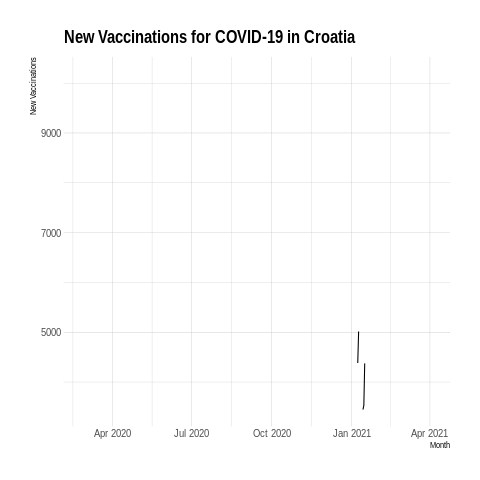 New Vaccinations for COVID-19 in Croatia
New Vaccinations
9000
7000
5000
Apr 2020
Jul 2020
Oct 2020
Jan 2021
Apr 2021
Month